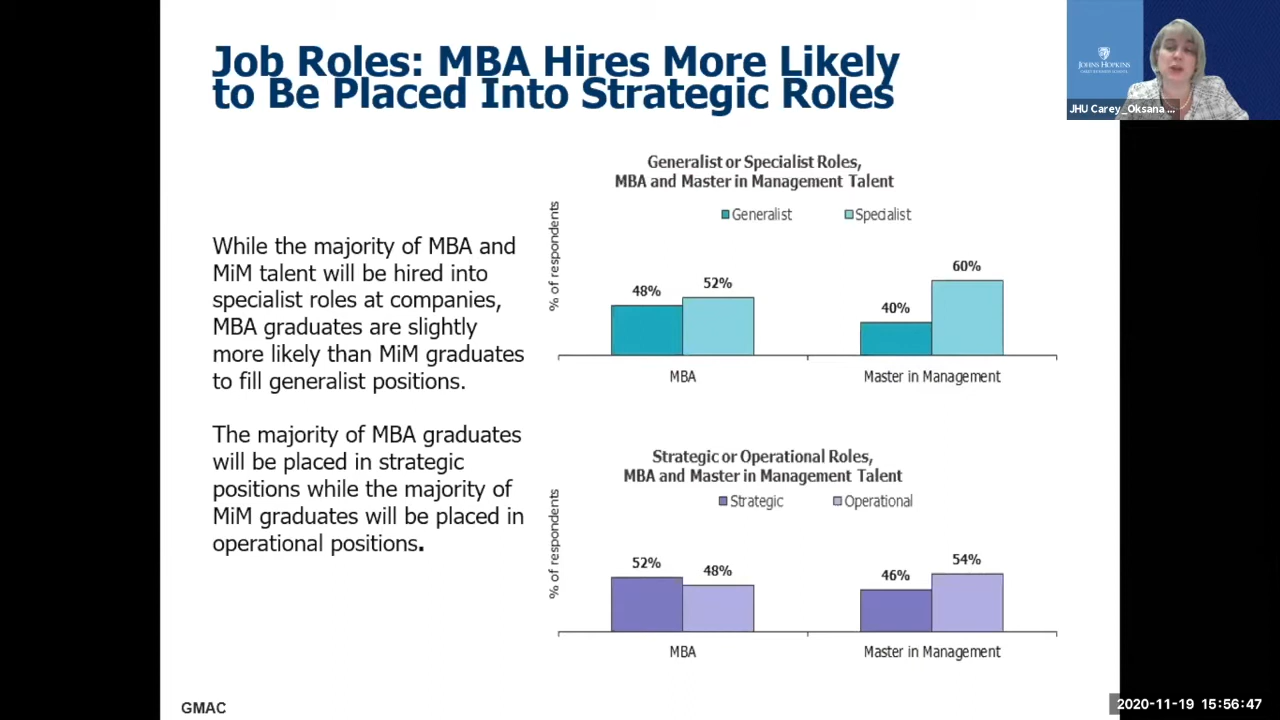 Job Roles: MBA Hires More Likely
to Be Placed Into Strategic Roles
JOHNS HOPKINS
JHU Carey_Oksana ...
While the majority of MBA and
MiM talent will be hired into
specialist roles at companies,
MBA graduates are slightly
more likely than MiM graduates
to fill generalist positions.
The majority of MBA graduates
will be placed in strategic
positions while the majority of
MiM graduates will be placed in
operational positions.
Generalist or Specialist Roles,
MBA and Master in Management Talent
Generalist Specialist
% of respondents
48% 52% 40% 60%
MBA Master in Management
Strategic or Operational Roles,
MBA and Master in Management Talent
Strategic Operational
% of respondents
52% 48% 46% 54%
MBA Master in Management
GMAC
2020-11-19 15:56:47